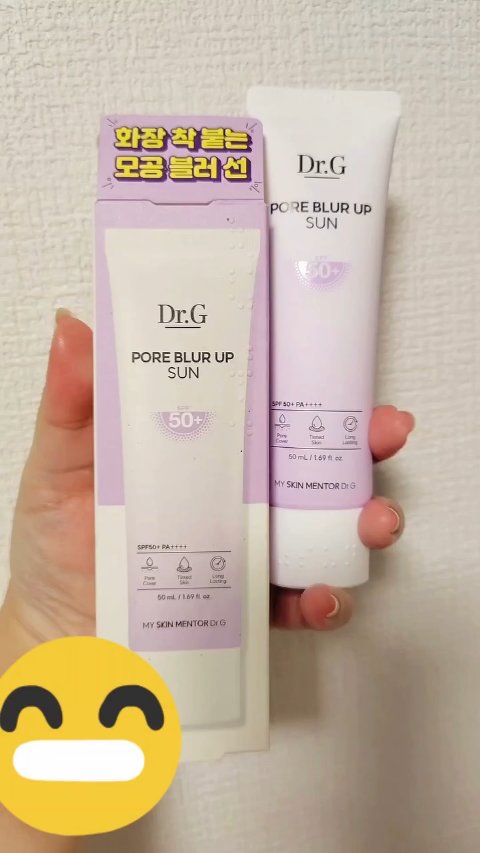 화장 착 붙는
모공 블러 선
Dr.G
PORE BLUR UP
SUN
SPF
50+
SPF50+ PA++++
Pore Cover
Tinted Skin
Long Lasting
50 mL / 1.69 fl. oz.
MY SKIN MENTOR Dr.G
Dr.G
PORE BLUR UP
SUN
SPF
50+
SPF 50+ PA++++
Pore Cover
Tinted Skin
Long Lasting
50 mL / 1.69 fl. oz.
MY SKIN MENTOR Dr.G